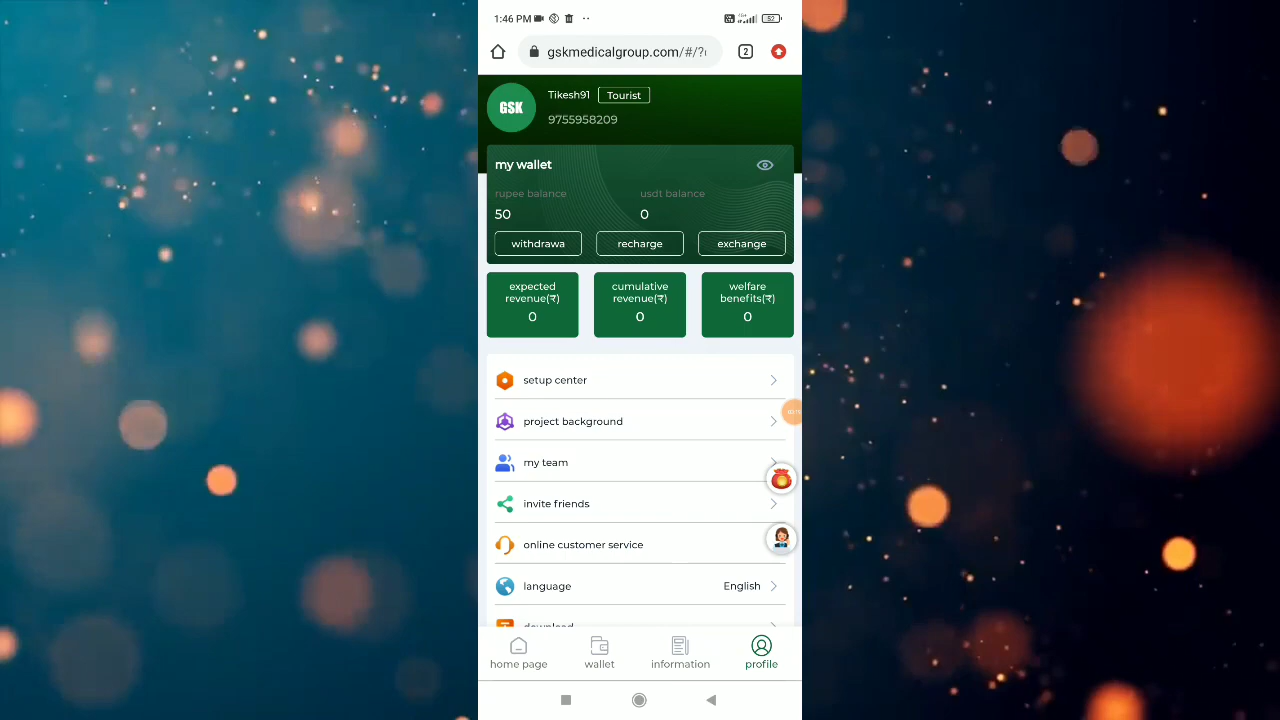 1:46 PM
52
gskmedicalgroup.com/#/?
2
GSK
Tikesh91 Tourist
9755958209
my wallet
rupee balance usdt balance
50 0
withdrawa recharge exchange
expected revenue(₹) cumulative revenue(₹) welfare benefits(₹)
0 0 0
setup center
project background
my team
invite friends
online customer service
language English
download
home page wallet information profile